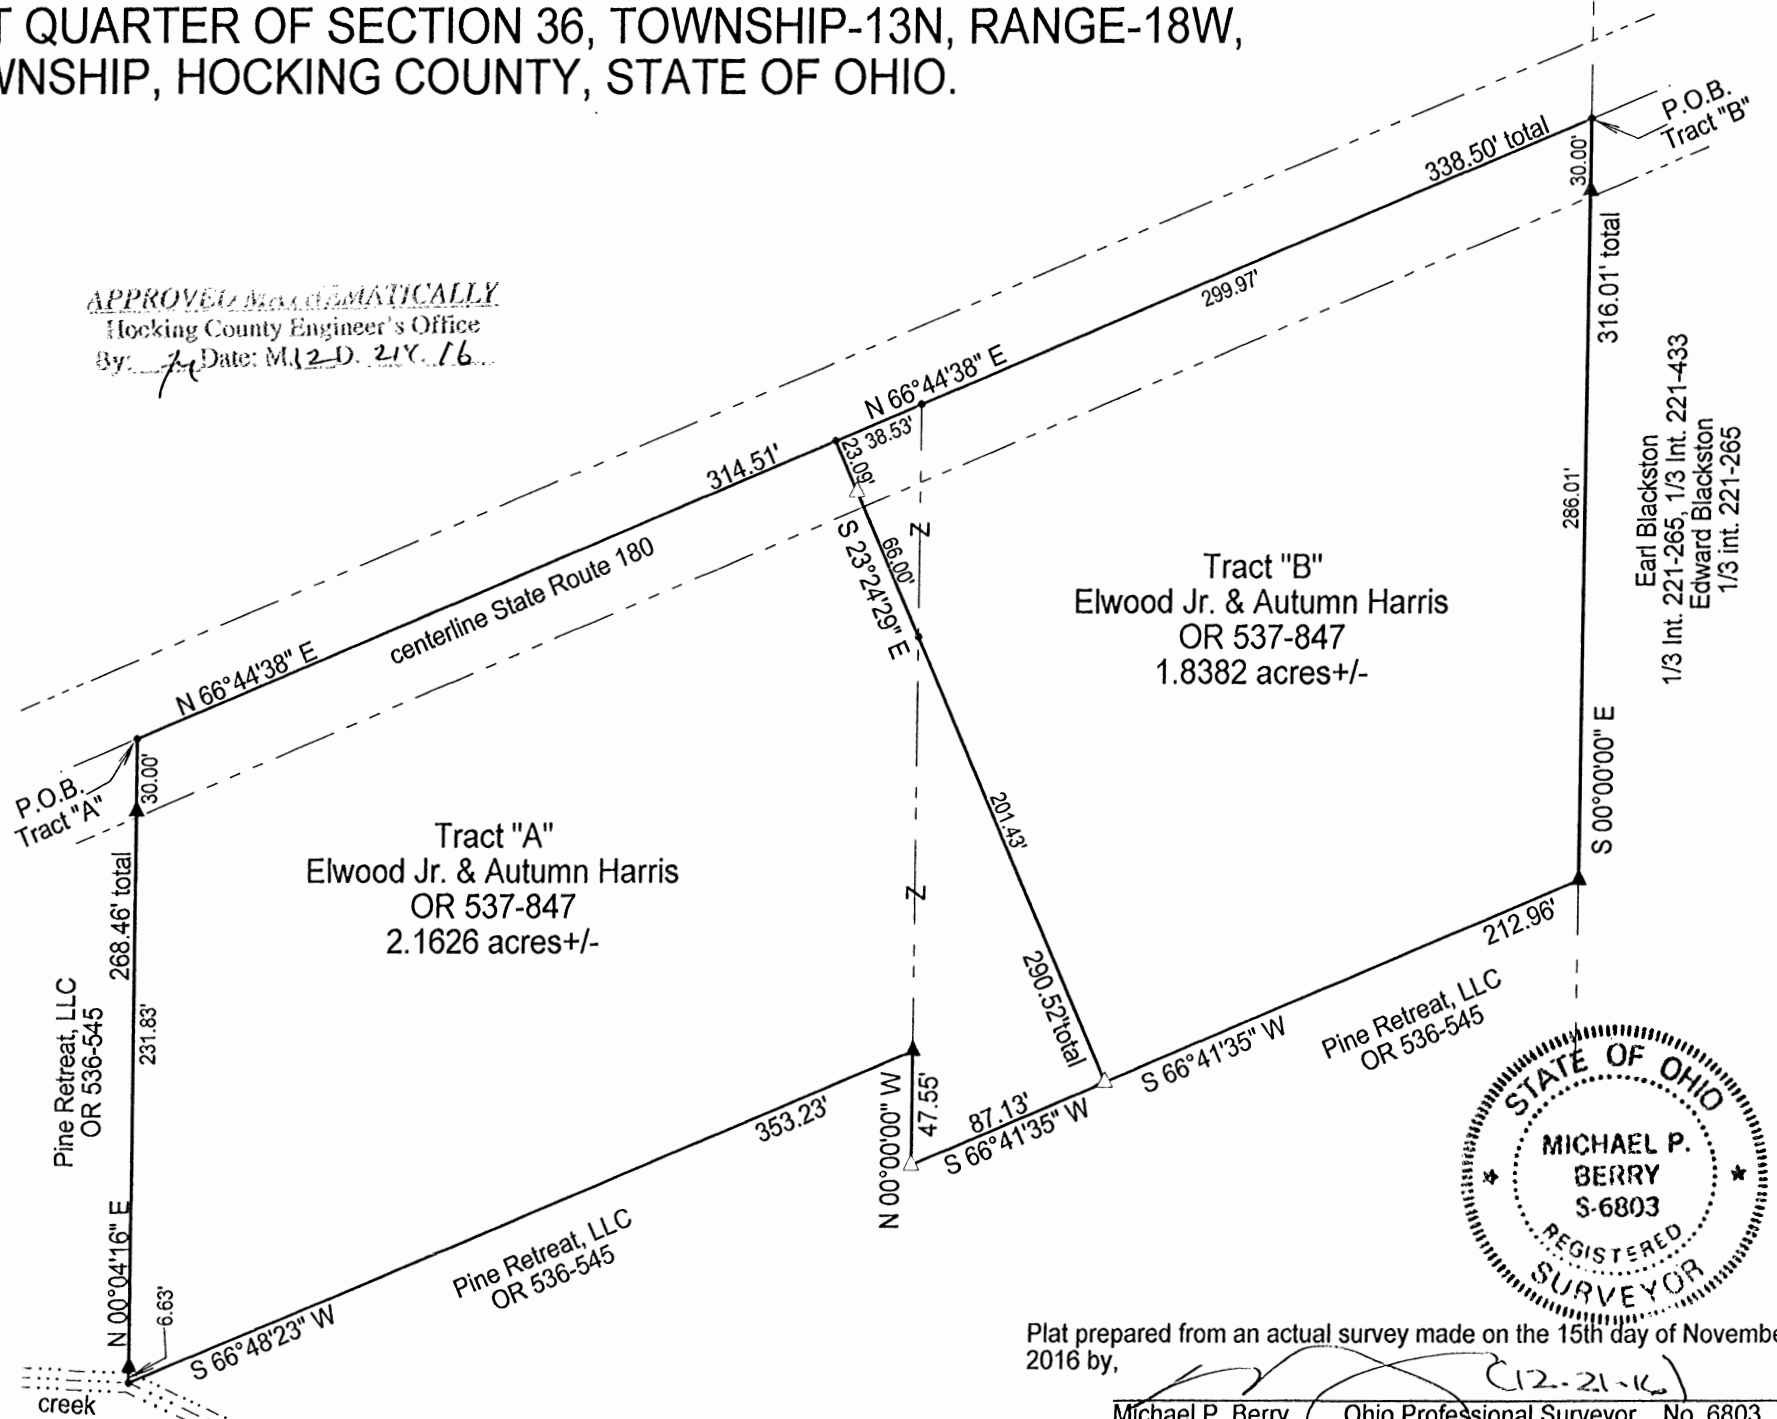 T QUARTER OF SECTION 36, TOWNSHIP-13N, RANGE-18W,
WNSHIP, HOCKING COUNTY, STATE OF OHIO.
P.O.B.
Tract "B"
338.50' total
30.00'
316.01' total
299.97'
APPROVED MATHEMATICALLY
Hocking County Engineer's Office
By: Date: M.12 D. 21 Y. 16
N 66°44'38" E
38.53'
23.09'
314.51'
286.01'
Earl Blackston
1/3 Int. 221-265, 1/3 Int. 221-433
Edward Blackston
1/3 int. 221-265
centerline State Route 180
N 66°44'38" E
Z
66.00'
S 23°24'29" E
Tract "B"
Elwood Jr. & Autumn Harris
OR 537-847
1.8382 acres+/-
P.O.B.
Tract "A"
30.00'
S 00°00'00" E
201.43'
Tract "A"
Elwood Jr. & Autumn Harris
OR 537-847
2.1626 acres+/-
Z
268.46' total
231.83'
Pine Retreat, LLC
OR 536-545
290.52'total
212.96'
Pine Retreat, LLC
OR 536-545
S 66°41'35" W
353.23'
N 00°00'00" W
47.55'
87.13'
S 66°41'35" W
Pine Retreat, LLC
OR 536-545
N 00°04'16" E
6.63'
S 66°48'23" W
creek
STATE OF OHIO
MICHAEL P.
BERRY
S-6803
REGISTERED
SURVEYOR
Plat prepared from an actual survey made on the 15th day of Novembe
2016 by,
(12-21-16)
Michael P. Berry Ohio Professional Surveyor No. 6803